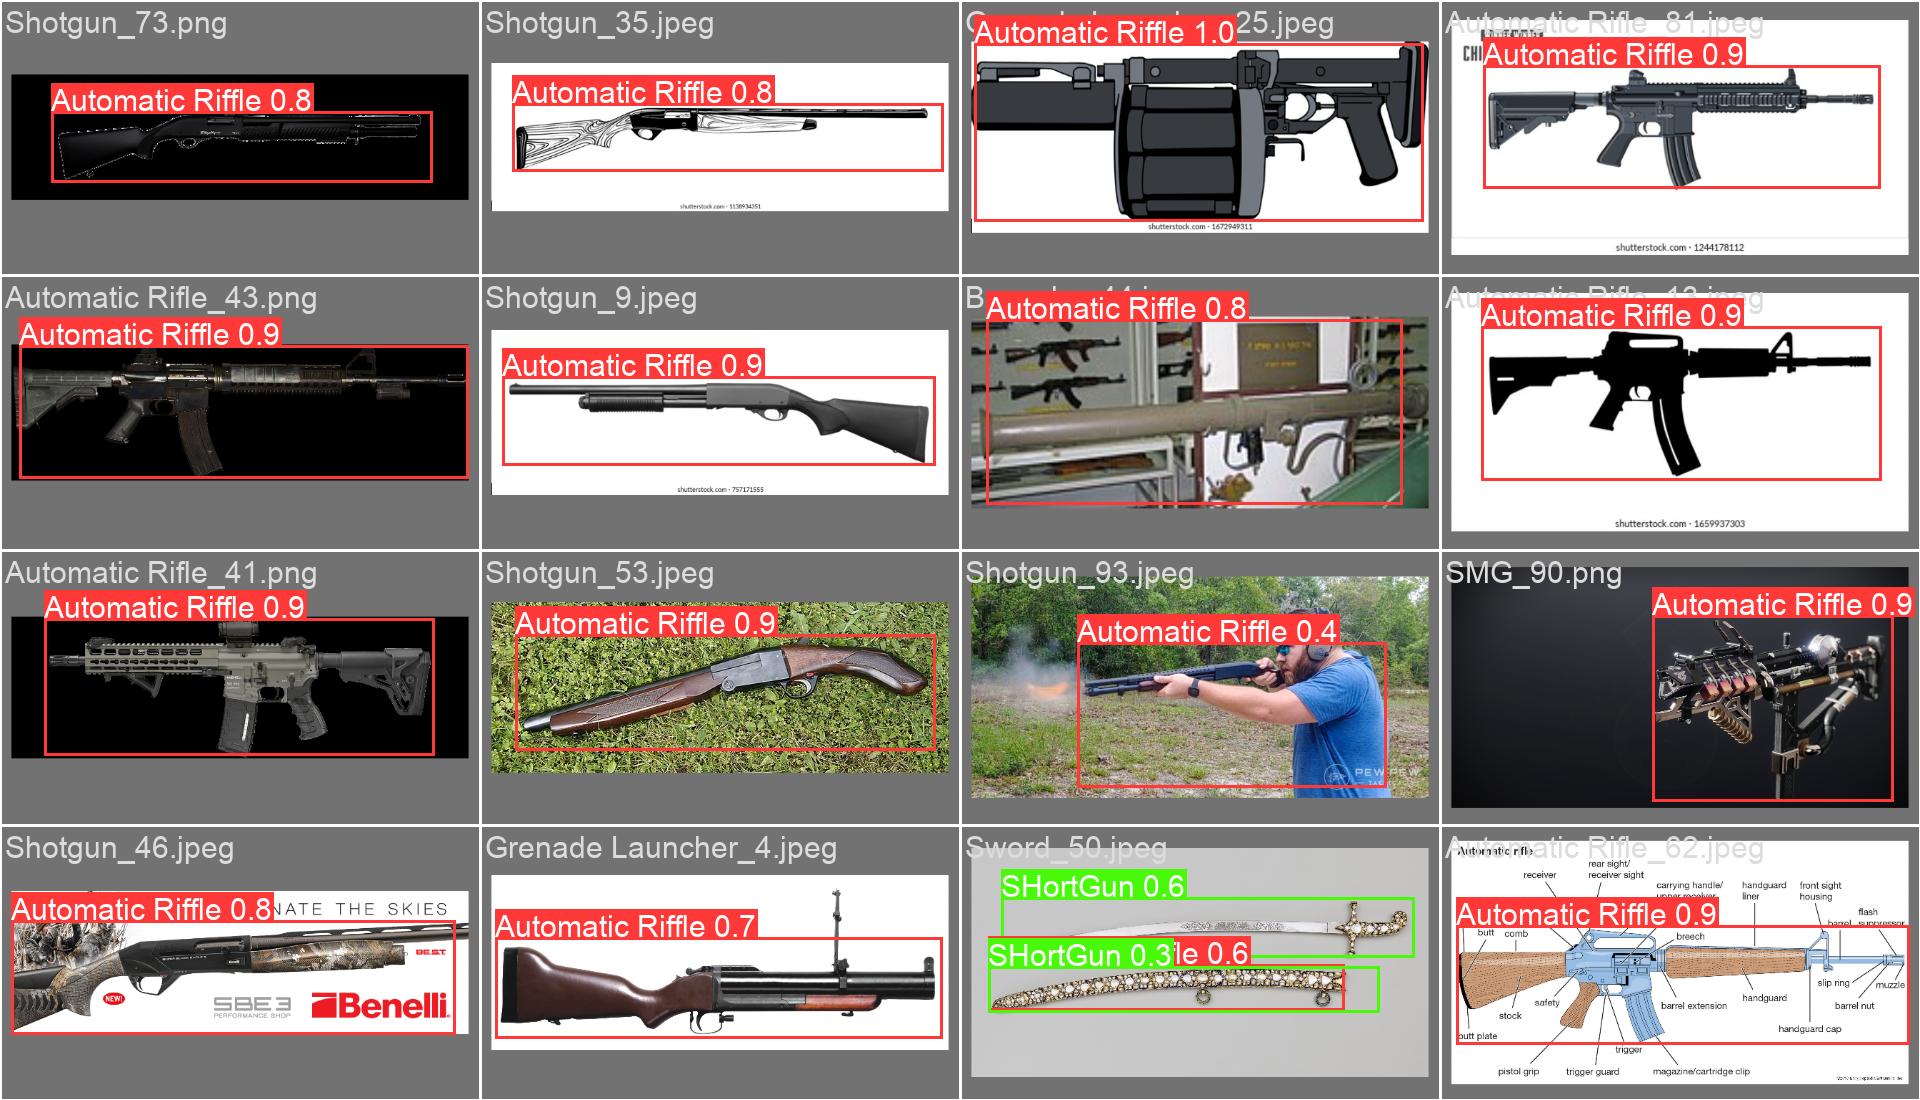 Shotgun_73.png
Automatic Riffle 0.8
Shotgun_35.jpeg
Automatic Riffle 0.8
shutterstock.com · 1138934351
25.jpeg
Automatic Riffle 1.0
shutterstock.com · 1672949311
Automatic Rifle_81.jpeg
CHI
Automatic Riffle 0.9
shutterstock.com · 1244178112
Automatic Rifle_43.png
Automatic Riffle 0.9
Shotgun_9.jpeg
Automatic Riffle 0.9
shutterstock.com · 757171555
Automatic Riffle 0.8
Automatic Rifle_13.jpeg
Automatic Riffle 0.9
shutterstock.com · 1659937303
Automatic Rifle_41.png
Automatic Riffle 0.9
Shotgun_53.jpeg
Automatic Riffle 0.9
Shotgun_93.jpeg
Automatic Riffle 0.4
PEW PEW
SMG_90.png
Automatic Riffle 0.9
Shotgun_46.jpeg
Automatic Riffle 0.8
NATE THE SKIES
BE.S.T.
NEW!
SBE3
PERFORMANCE SHOP
Benelli
Grenade Launcher_4.jpeg
Automatic Riffle 0.7
Sword_50.jpeg
SHortGun 0.6
SHortGun 0.3
fle 0.6
Automatic Rifle_62.jpeg
Automatic rifle
rear sight/
receiver sight
receiver
carrying handle/
upper receiver
handguard
liner
front sight
housing
Automatic Riffle 0.9
barrel
flash
suppressor
butt
comb
breech
slip ring
muzzle
safety
barrel extension
handguard
barrel nut
stock
handguard cap
butt plate
trigger
pistol grip
trigger guard
magazine/cartridge clip